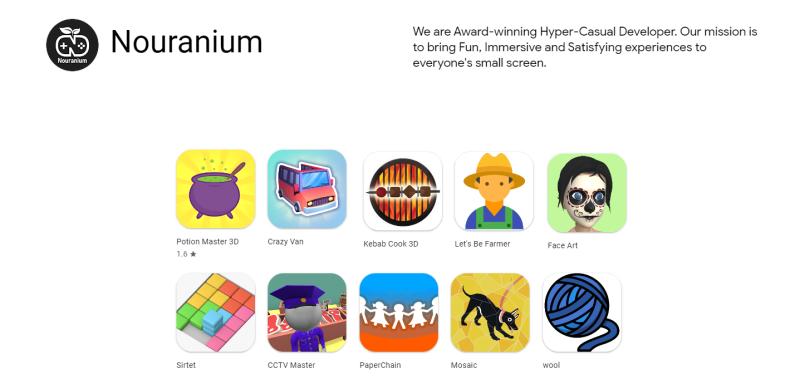 Nouranium
Nouranium
We are Award-winning Hyper-Casual Developer. Our mission is
to bring Fun, Immersive and Satisfying experiences to
everyone's small screen.
Potion Master 3D
1.6 ★
Crazy Van
Kebab Cook 3D
Let's Be Farmer
Face Art
Sirtet
CCTV Master
PaperChain
Mosaic
wool